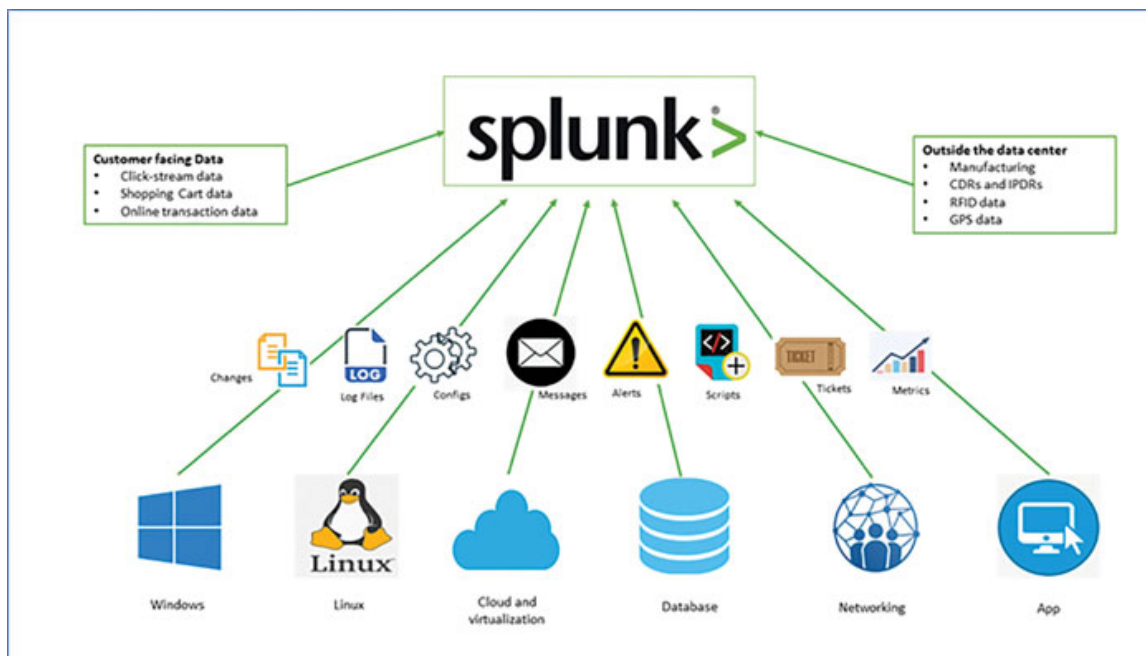 splunk>®
Customer facing Data
• Click-stream data
• Shopping Cart data
• Online transaction data
Outside the data center
• Manufacturing
• CDRs and IPDRs
• RFID data
• GPS data
Changes
LOG
Log Files
Configs
Messages
Alerts
</>
Scripts
TICKET
Tickets
Metrics
Linux
Windows
Linux
Cloud and
virtualization
Database
Networking
App